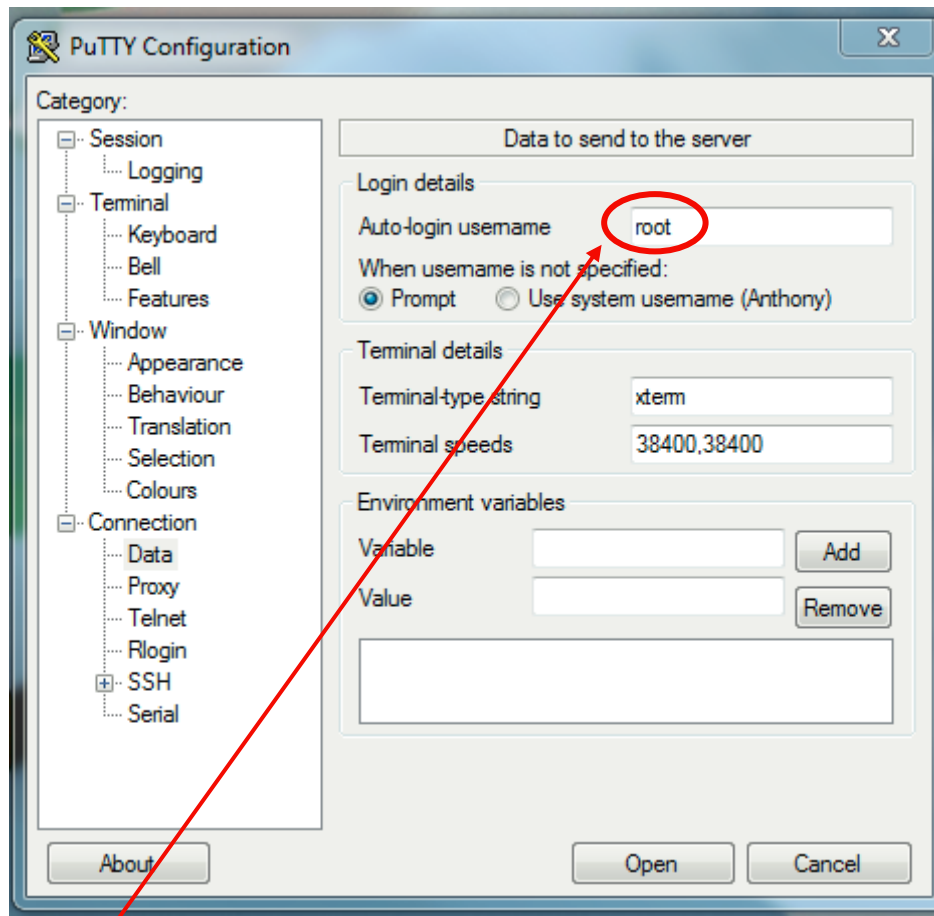 PuTTY Configuration
X
Category:
Session
Logging
Terminal
Keyboard
Bell
Features
Window
Appearance
Behaviour
Translation
Selection
Colours
Connection
Data
Proxy
Telnet
Rlogin
SSH
Serial
Data to send to the server
Login details
Auto-login username root
When username is not specified:
Prompt Use system username (Anthony)
Terminal details
Terminal-type string xterm
Terminal speeds 38400,38400
Environment variables
Variable Add
Value Remove
About Open Cancel